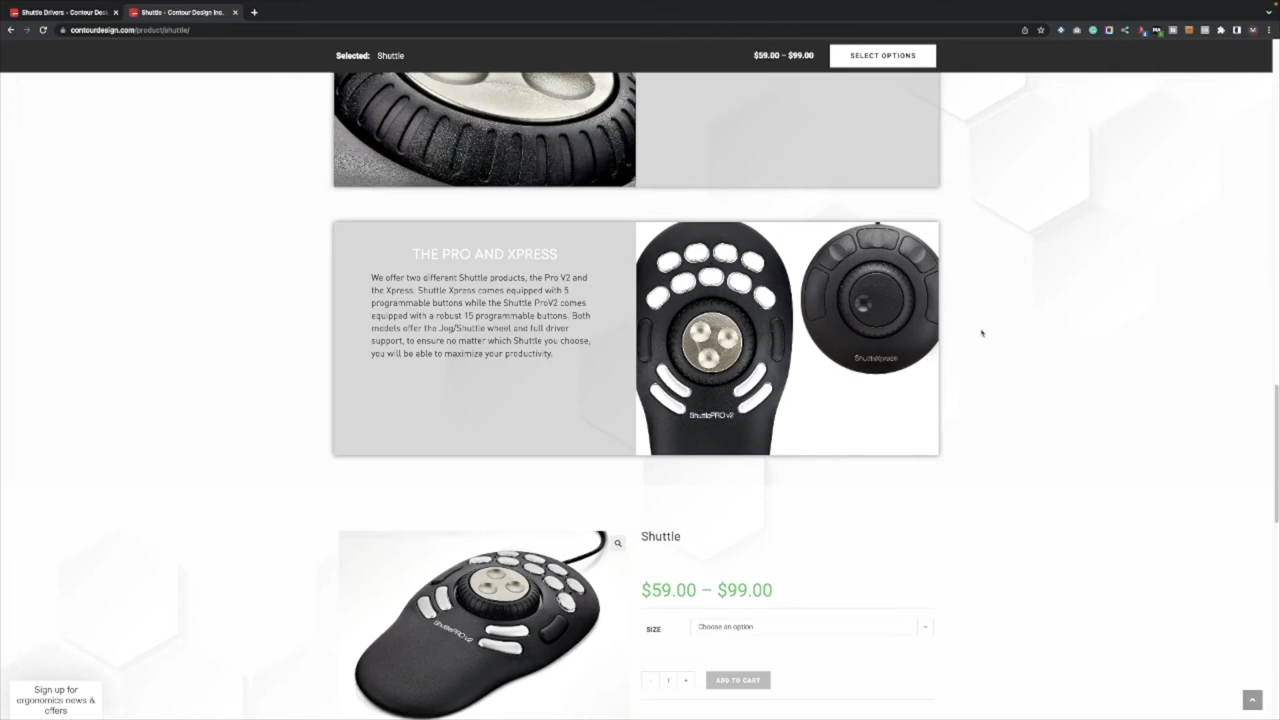 Shuttle Drivers - Contour Des
Shuttle - Contour Design Inc.
contourdesign.com/product/shuttle/
Selected: Shuttle
$59.00 – $99.00
SELECT OPTIONS
THE PRO AND XPRESS
We offer two different Shuttle products, the Pro V2 and
the Xpress. Shuttle Xpress comes equipped with 5
programmable buttons while the Shuttle ProV2 comes
equipped with a robust 15 programmable buttons. Both
models offer the Jog/Shuttle wheel and full driver
support, to ensure no matter which Shuttle you choose,
you will be able to maximize your productivity.
ShuttlePRO v2
ShuttleXpress
ShuttlePRO v2
Shuttle
$59.00 – $99.00
SIZE
Choose an option
- 1 +
ADD TO CART
Sign up for
ergonomics news &
offers